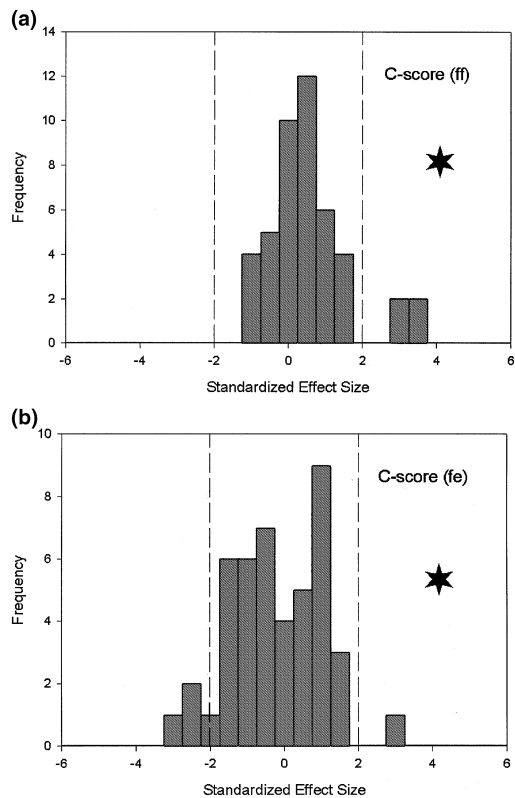 (a)
14
12
10
8
6
4
2
0
Frequency
C-score (ff)
-6 -4 -2 0 2 4 6
Standardized Effect Size
(b)
10
8
6
4
2
0
Frequency
C-score (fe)
-6 -4 -2 0 2 4 6
Standardized Effect Size